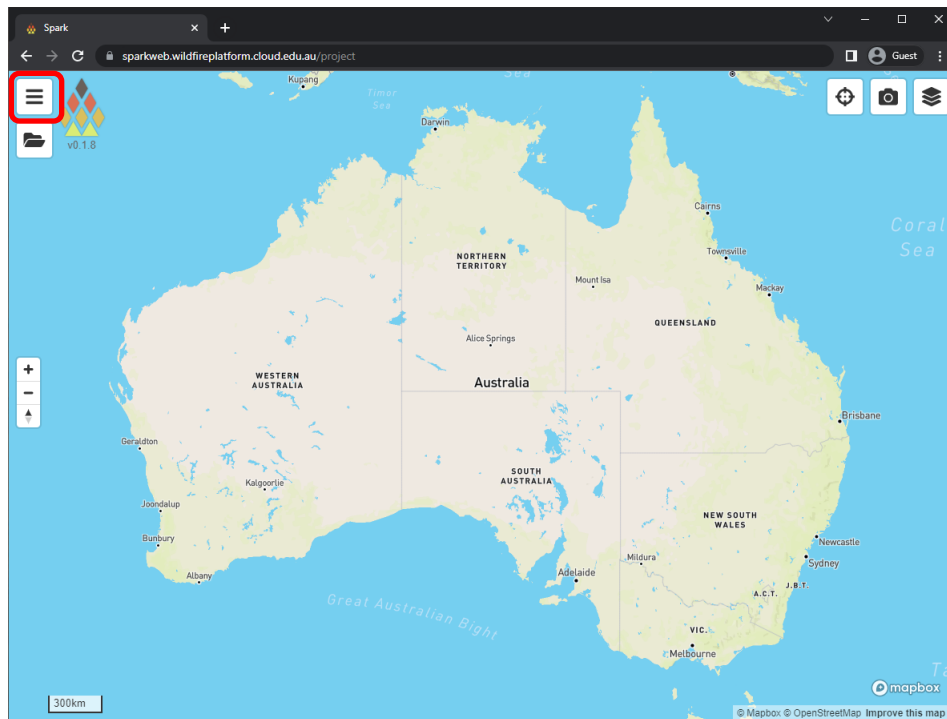 Spark
sparkweb.wildfireplatform.cloud.edu.au/project
Guest
v0.1.8
Kupang
Timor
Sea
Sea
Darwin
Cairns
Coral
Sea
Townsville
NORTHERN
TERRITORY
Mount Isa
Mackay
QUEENSLAND
Alice Springs
WESTERN
AUSTRALIA
Australia
Brisbane
Geraldton
SOUTH
AUSTRALIA
Kalgoorlie
Joondalup
NEW SOUTH
WALES
Bunbury
Newcastle
Mildura
Sydney
Albany
Adelaide
J.B.T.
A.C.T.
Great Australian Bight
VIC.
Melbourne
300km
mapbox
© Mapbox © OpenStreetMap Improve this map